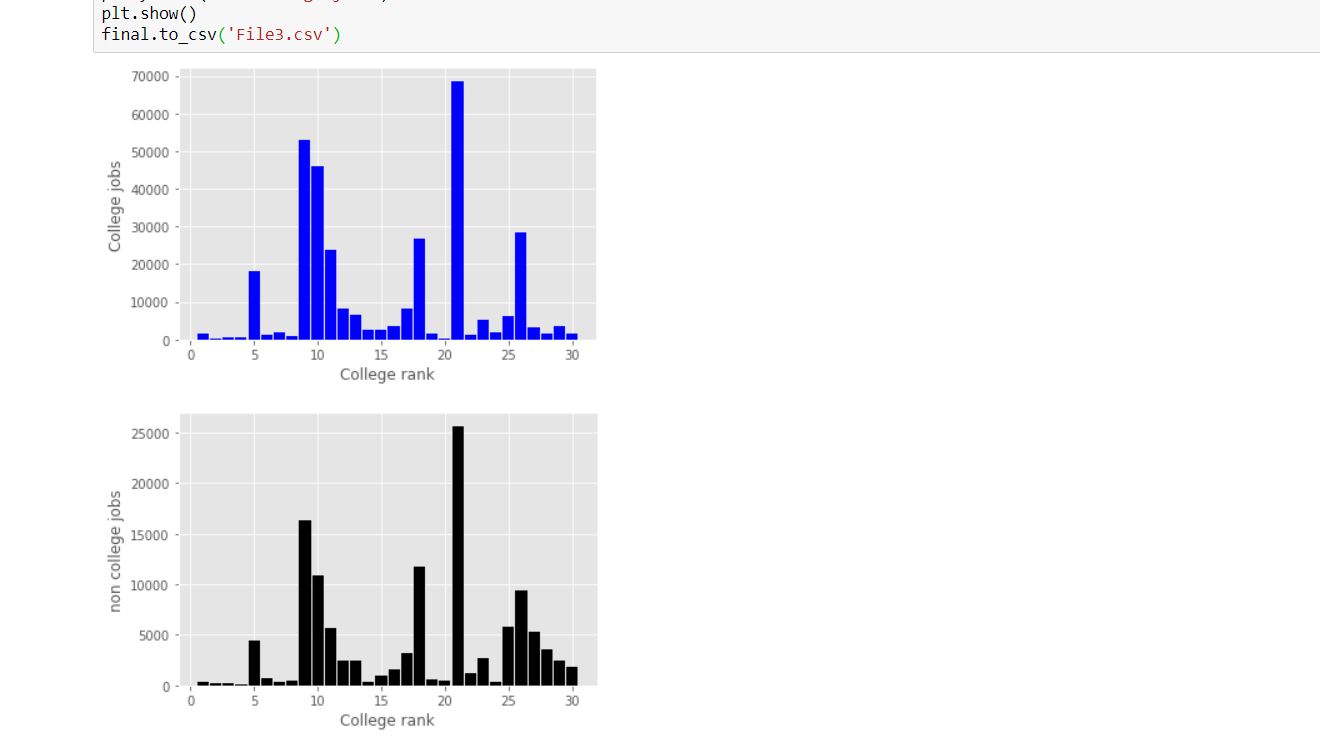 plt.show()
final.to_csv('File3.csv')
70000
60000
50000
40000
30000
20000
10000
0
College jobs
0 5 10 15 20 25 30
College rank
25000
20000
15000
10000
5000
0
non college jobs
0 5 10 15 20 25 30
College rank